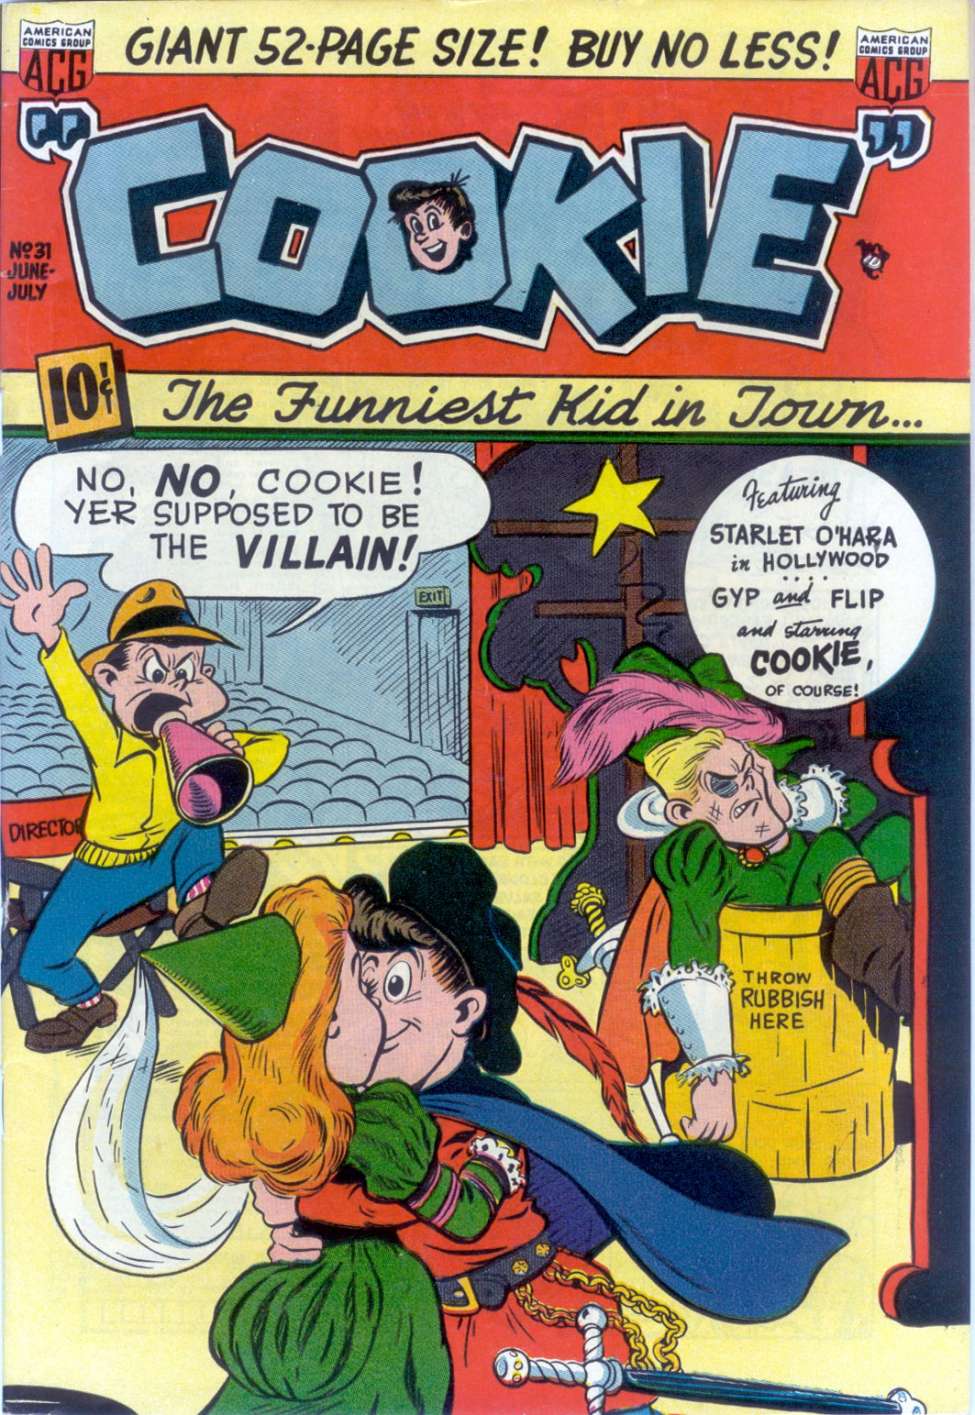 AMERICAN
COMICS GROUP
ACG
GIANT 52-PAGE SIZE! BUY NO LESS!
AMERICAN
COMICS GROUP
ACG
"COOKIE"
No 31
JUNE-
JULY
10¢
The Funniest Kid in Town...
NO, NO, COOKIE!
YER SUPPOSED TO BE
THE VILLAIN!
Featuring
STARLET O'HARA
in HOLLYWOOD
....
GYP and FLIP
and starring
COOKIE,
OF COURSE!
EXIT
DIRECTOR
THROW
RUBBISH
HERE